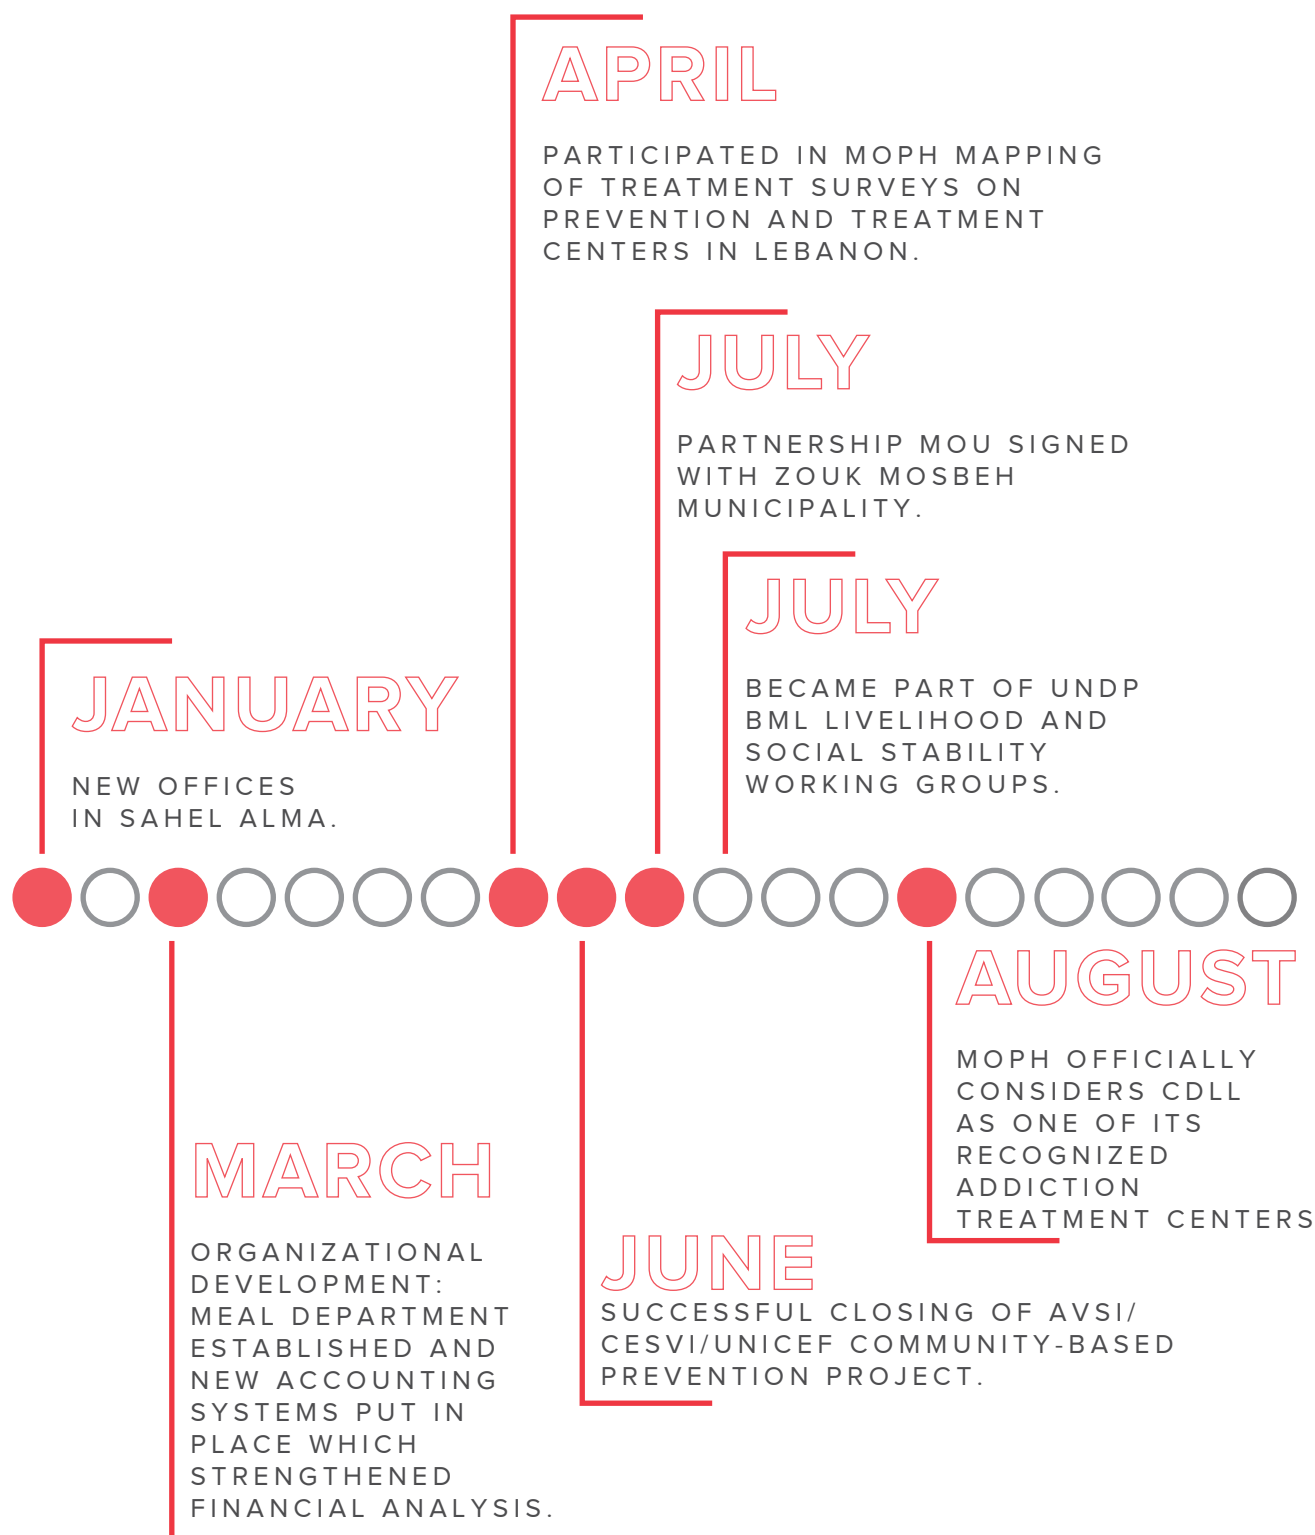 APRIL
PARTICIPATED IN MOPH MAPPING
OF TREATMENT SURVEYS ON
PREVENTION AND TREATMENT
CENTERS IN LEBANON.
JULY
PARTNERSHIP MOU SIGNED
WITH ZOUK MOSBEH
MUNICIPALITY.
JULY
BECAME PART OF UNDP
BML LIVELIHOOD AND
SOCIAL STABILITY
WORKING GROUPS.
JANUARY
NEW OFFICES
IN SAHEL ALMA.
AUGUST
MOPH OFFICIALLY
CONSIDERS CDLL
AS ONE OF ITS
RECOGNIZED
ADDICTION
TREATMENT CENTERS
MARCH
ORGANIZATIONAL
DEVELOPMENT:
MEAL DEPARTMENT
ESTABLISHED AND
NEW ACCOUNTING
SYSTEMS PUT IN
PLACE WHICH
STRENGTHENED
FINANCIAL ANALYSIS.
JUNE
SUCCESSFUL CLOSING OF AVSI/
CESVI/UNICEF COMMUNITY-BASED
PREVENTION PROJECT.